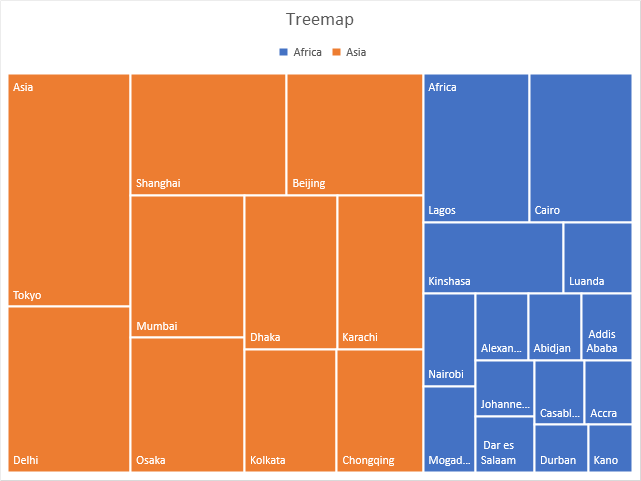 Treemap
Africa Asia
Asia
Tokyo
Delhi
Shanghai
Beijing
Mumbai
Dhaka
Karachi
Osaka
Kolkata
Chongqing
Africa
Lagos
Cairo
Kinshasa
Luanda
Nairobi
Alexan...
Abidjan
Addis
Ababa
Johanne...
Casabl...
Accra
Mogad...
Dar es
Salaam
Durban
Kano